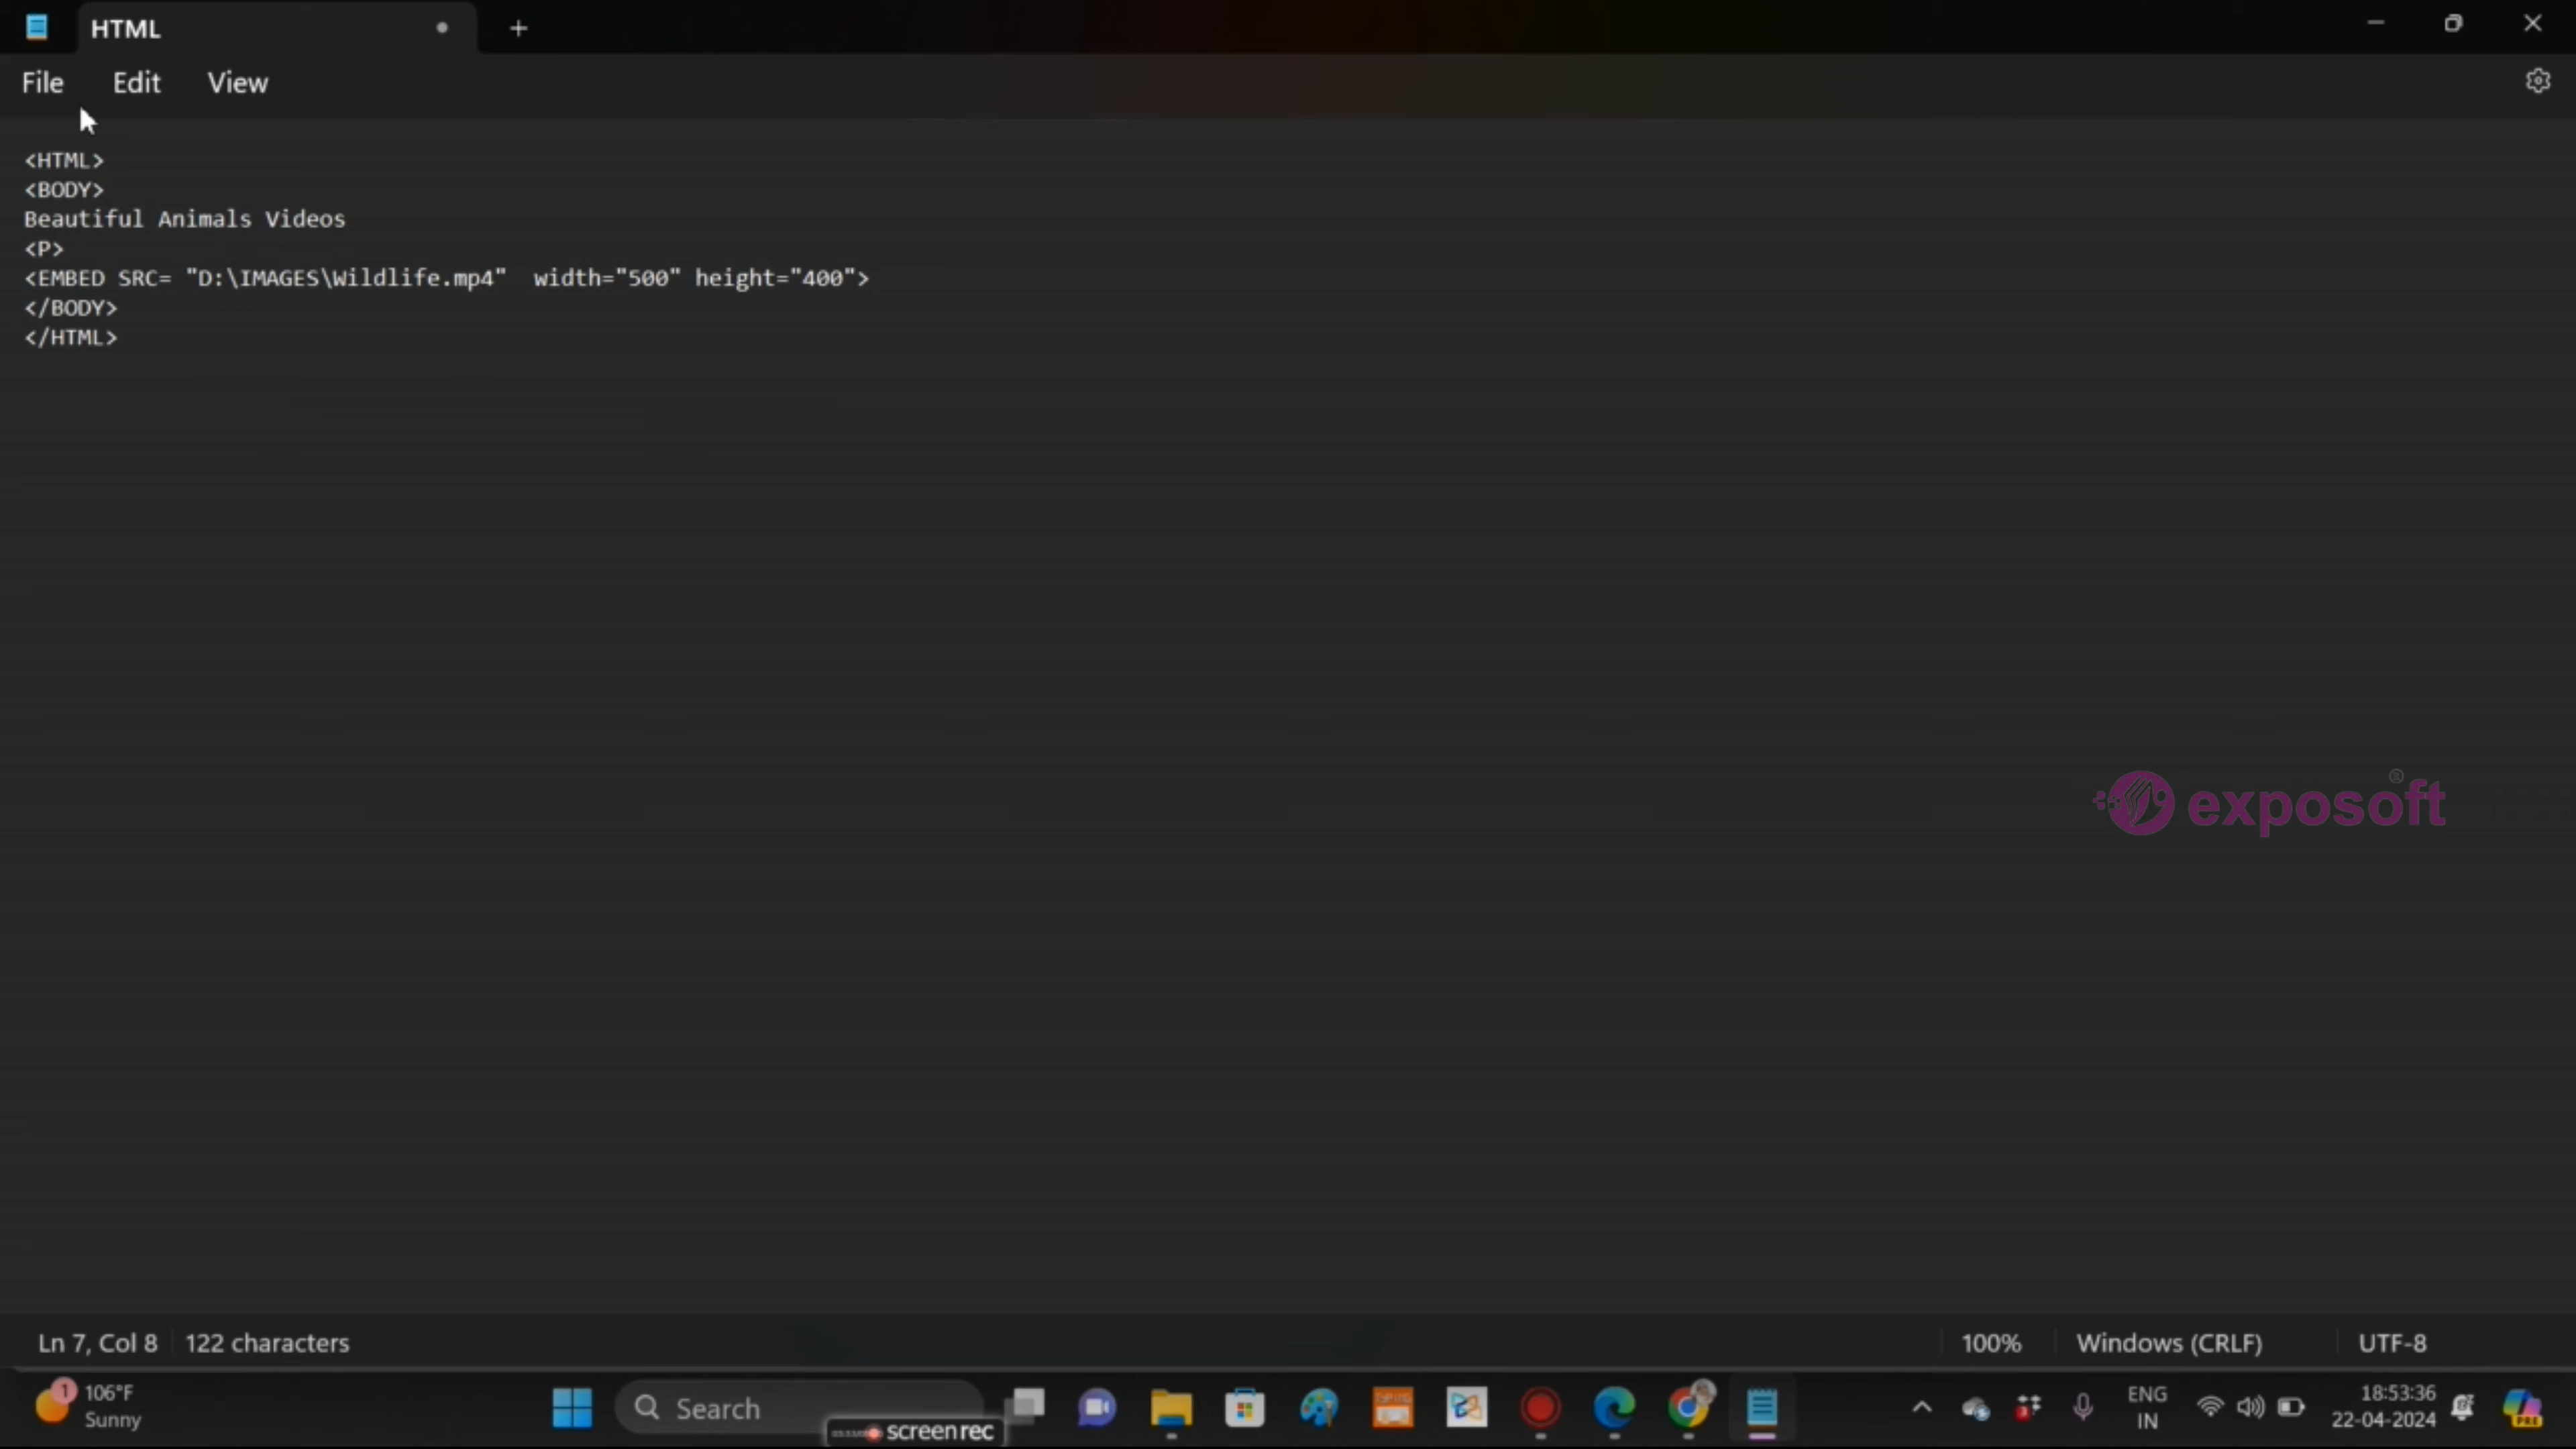 HTML
File Edit View
<HTML>
<BODY>
Beautiful Animals Videos
<P>
<EMBED SRC= "D:\IMAGES\Wildlife.mp4"  width="500" height="400">
</BODY>
</HTML>
exposoft ®
Ln 7, Col 8 122 characters 100% Windows (CRLF) UTF-8
1 106°F
Sunny
Search
screenrec
ENG
IN
18:53:36
22-04-2024
PRE